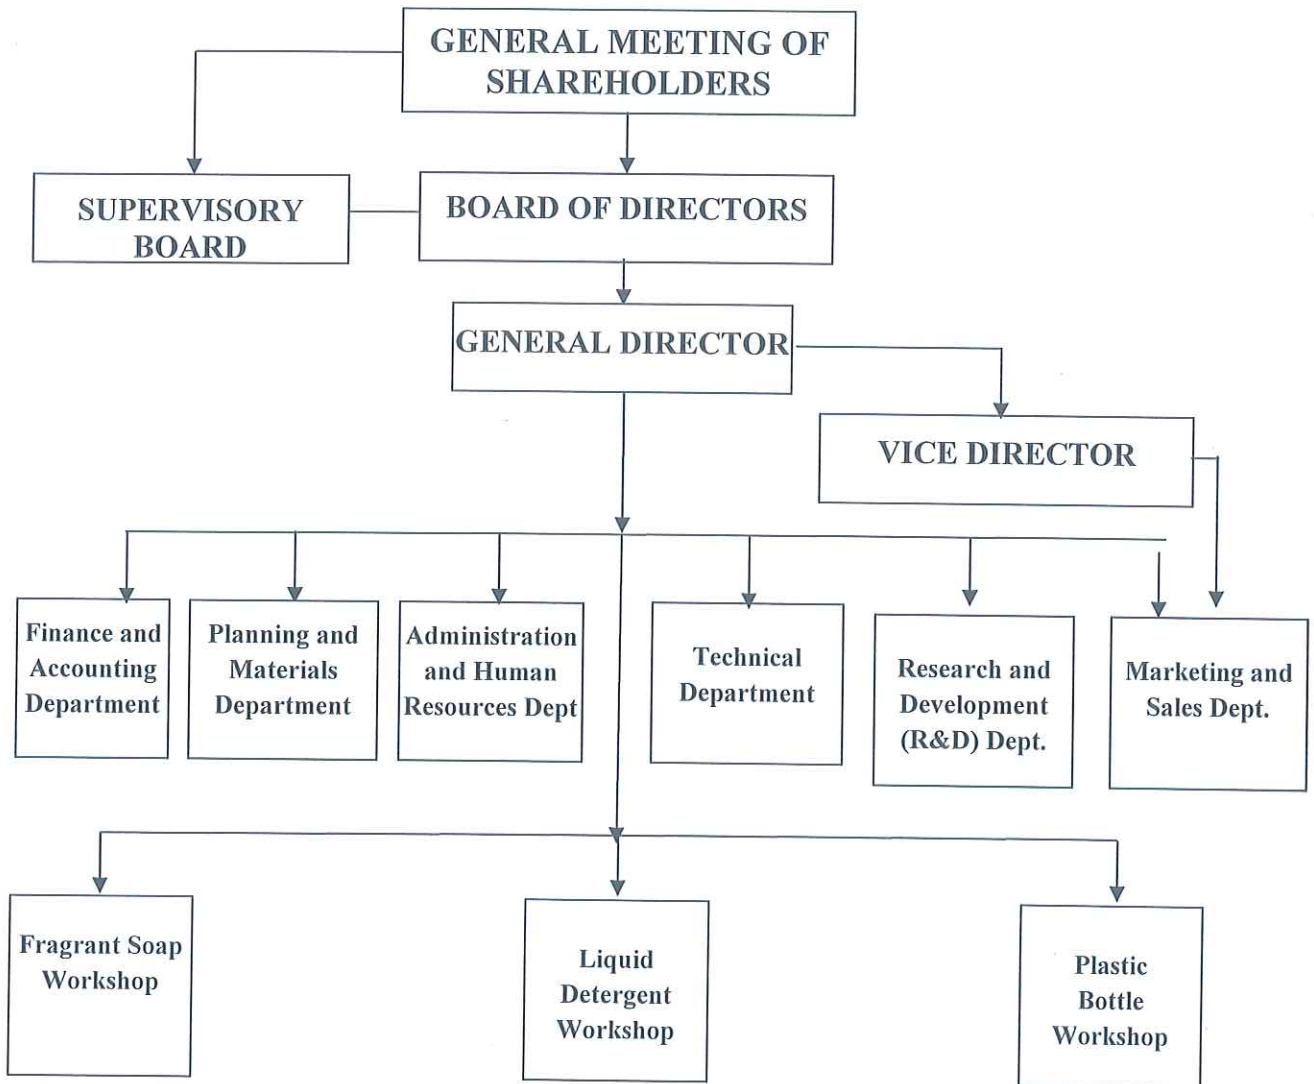 GENERAL MEETING OF
SHAREHOLDERS
SUPERVISORY
BOARD
BOARD OF DIRECTORS
GENERAL DIRECTOR
VICE DIRECTOR
Finance and
Accounting
Department
Planning and
Materials
Department
Administration
and Human
Resources Dept
Technical
Department
Research and
Development
(R&D) Dept.
Marketing and
Sales Dept.
Fragrant Soap
Workshop
Liquid
Detergent
Workshop
Plastic
Bottle
Workshop